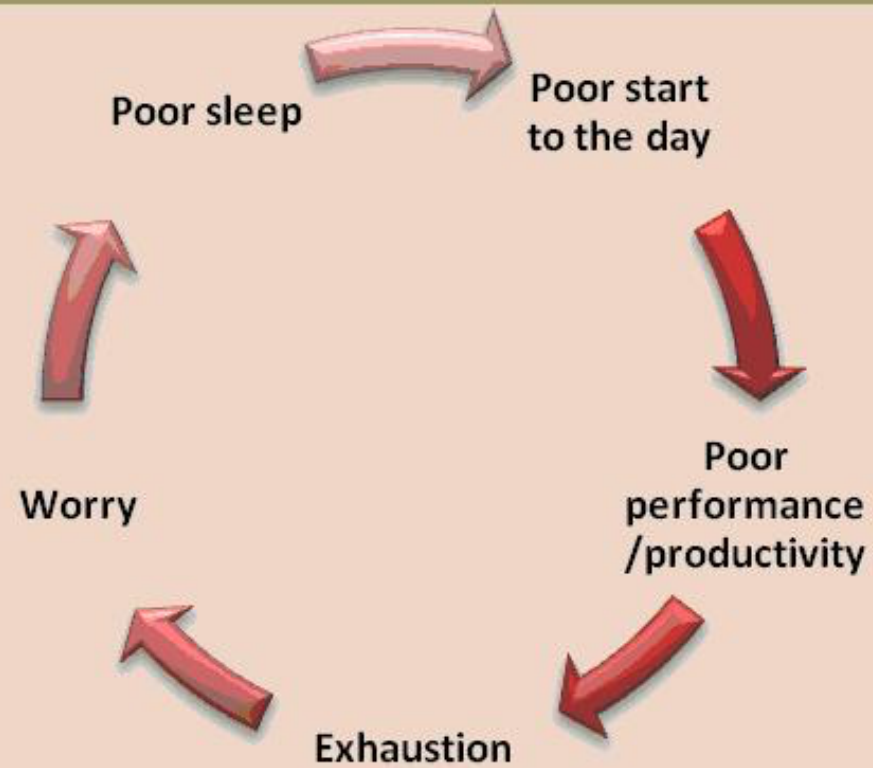 Poor sleep
Poor start
to the day
Poor
performance
/productivity
Exhaustion
Worry